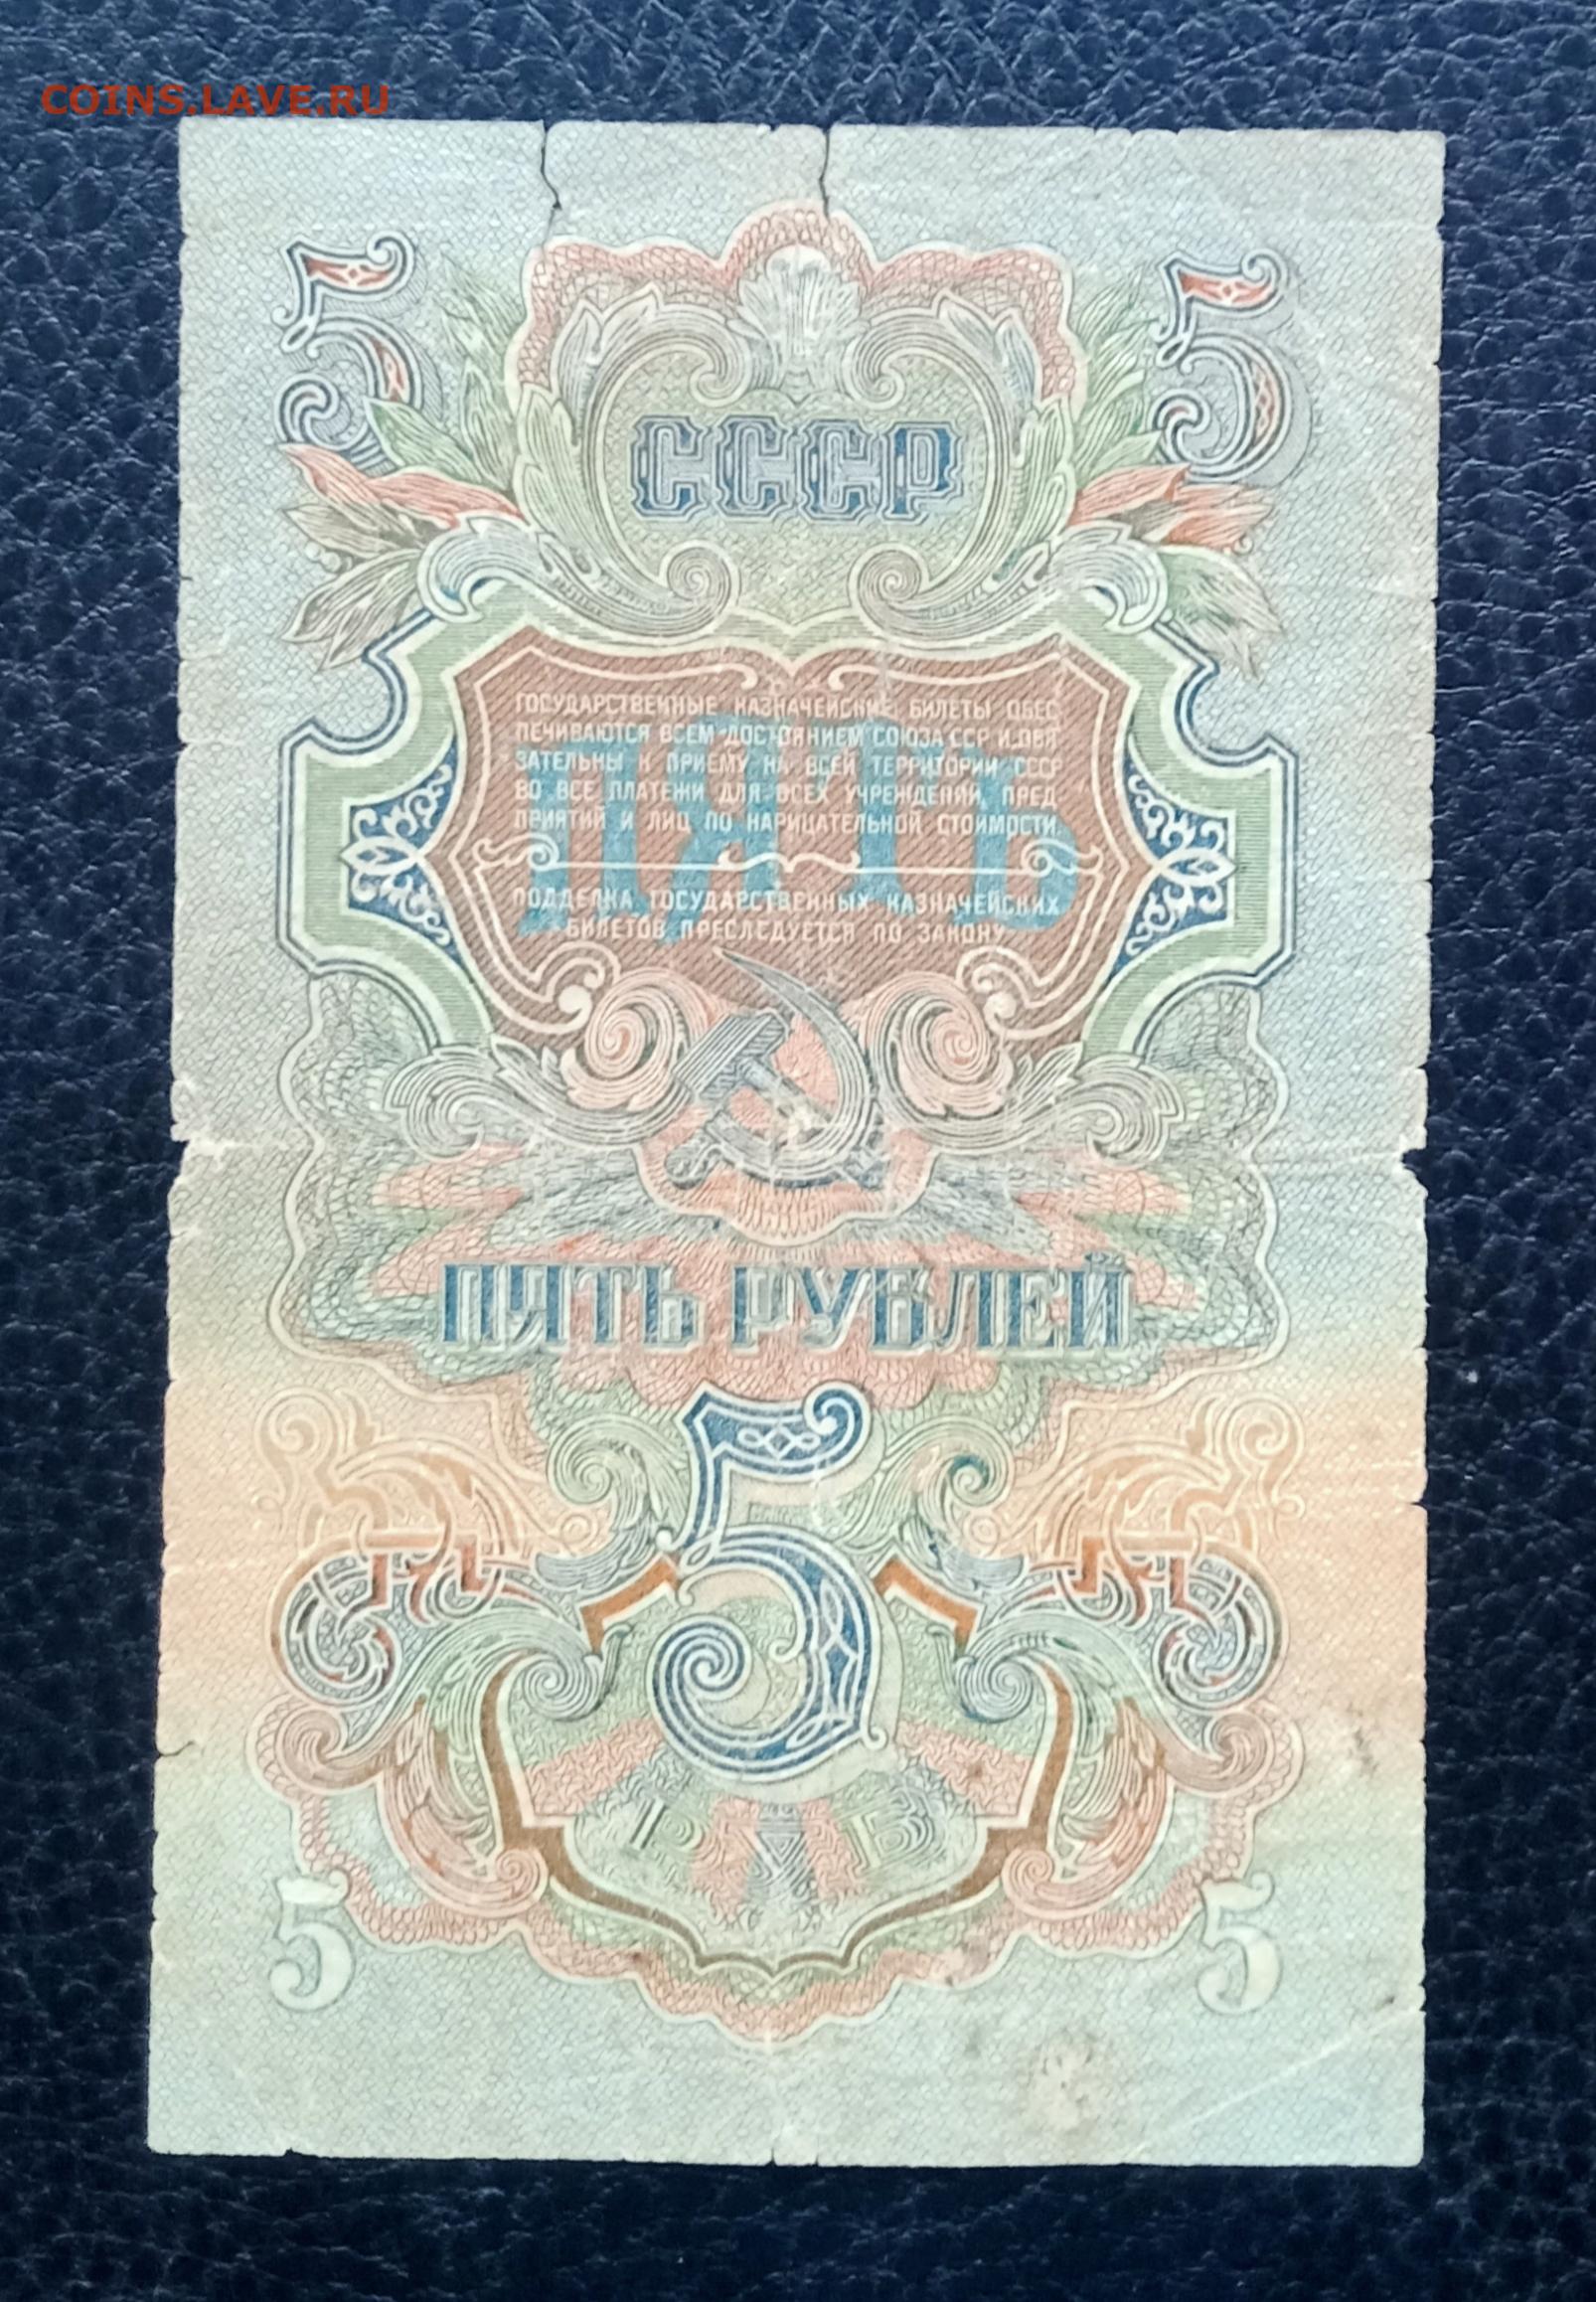 COINS.LAVE.RU
5 5
СССР
ГОСУДАРСТВЕННЫЕ КАЗНАЧЕЙСКИЕ БИЛЕТЫ ОБЕС
ПЕЧИВАЮТСЯ ВСЕМ ДОСТОЯНИЕМ СОЮЗА ССР И ОБЯ
ЗАТЕЛЬНЫ К ПРИЕМУ НА ВСЕЙ ТЕРРИТОРИИ СССР
ВО ВСЕ ПЛАТЕЖИ ДЛЯ ВСЕХ УЧРЕЖДЕНИЙ, ПРЕД
ПРИЯТИЙ И ЛИЦ ПО НАРИЦАТЕЛЬНОЙ СТОИМОСТИ.
ПЯТЬ
ПОДДЕЛКА ГОСУДАРСТВЕННЫХ КАЗНАЧЕЙСКИХ
БИЛЕТОВ ПРЕСЛЕДУЕТСЯ ПО ЗАКОНУ
ПЯТЬ РУБЛЕЙ
5
Р У Б
5 5